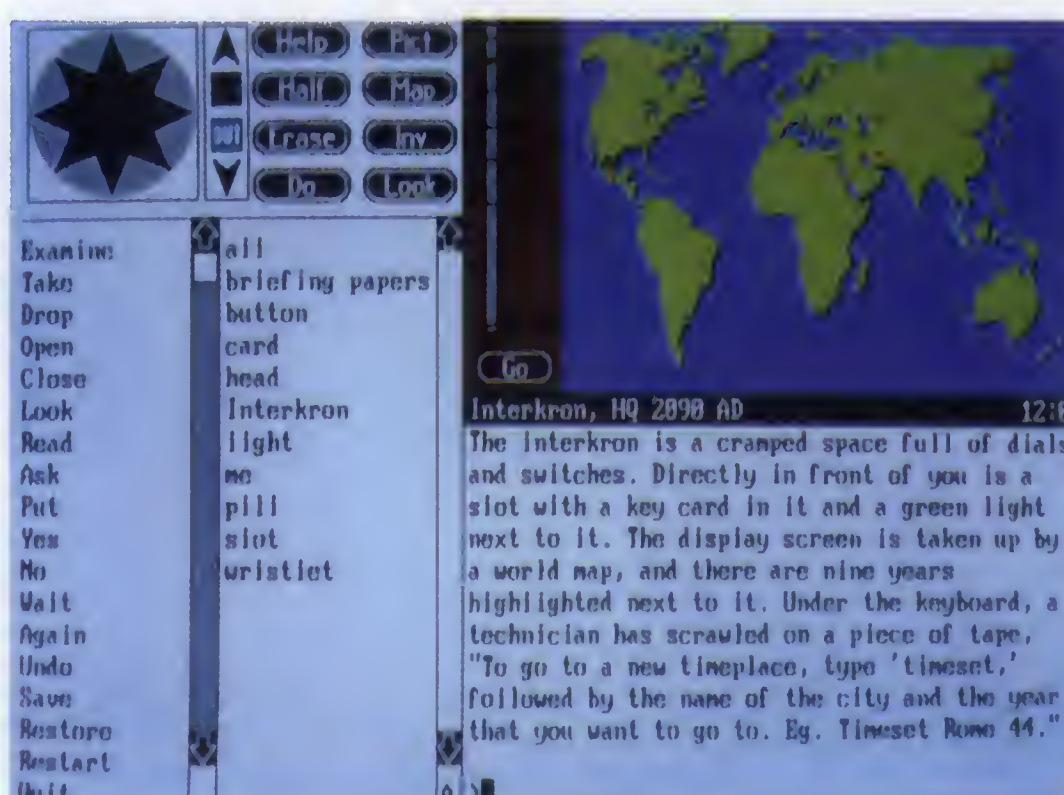 Help Pict
Half Map
Erase Inv
Do Look
OUT
Examine
Take
Drop
Open
Close
Look
Read
Ask
Put
Yes
No
Wait
Again
Undo
Save
Restore
Restart
Quit
all
briefing papers
button
card
head
Interkron
light
me
pill
slot
wristlet
Go
Interkron, HQ 2090 AD
The Interkron is a cramped space full of dials
and switches. Directly in front of you is a
slot with a key card in it and a green light
next to it. The display screen is taken up by
a world map, and there are nine years
highlighted next to it. Under the keyboard, a
technician has scrawled on a piece of tape,
"To go to a new timeplace, type 'timeset,'
followed by the name of the city and the year
that you want to go to. Eg. Timeset Rome 44."
>